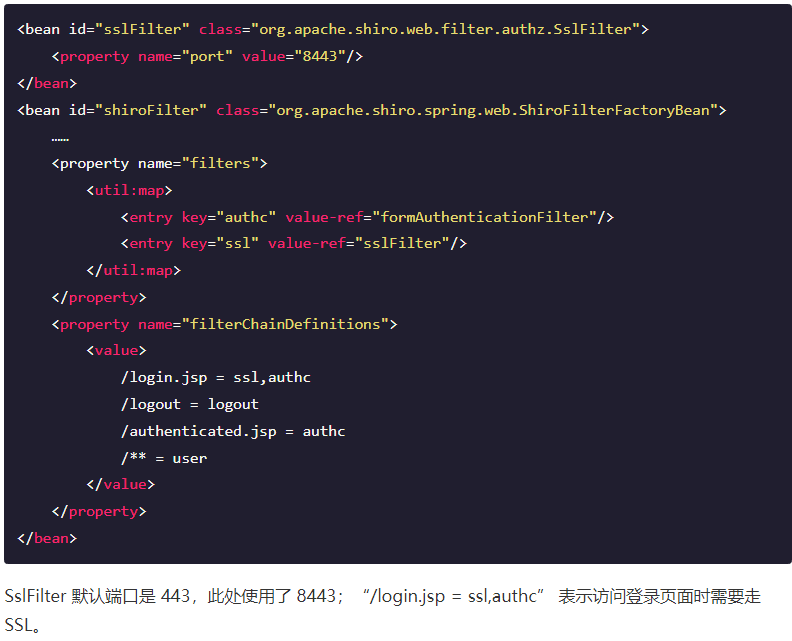 <bean id="sslFilter" class="org.apache.shiro.web.filter.authz.SslFilter">
    <property name="port" value="8443"/>
</bean>
<bean id="shiroFilter" class="org.apache.shiro.spring.web.ShiroFilterFactoryBean">
    ……
    <property name="filters">
        <util:map>
            <entry key="authc" value-ref="formAuthenticationFilter"/>
            <entry key="ssl" value-ref="sslFilter"/>
        </util:map>
    </property>
    <property name="filterChainDefinitions">
        <value>
            /login.jsp = ssl,authc
            /logout = logout
            /authenticated.jsp = authc
            /** = user
        </value>
    </property>
</bean>
SslFilter 默认端口是 443，此处使用了 8443；“/login.jsp = ssl,authc” 表示访问登录页面时需要走
SSL。